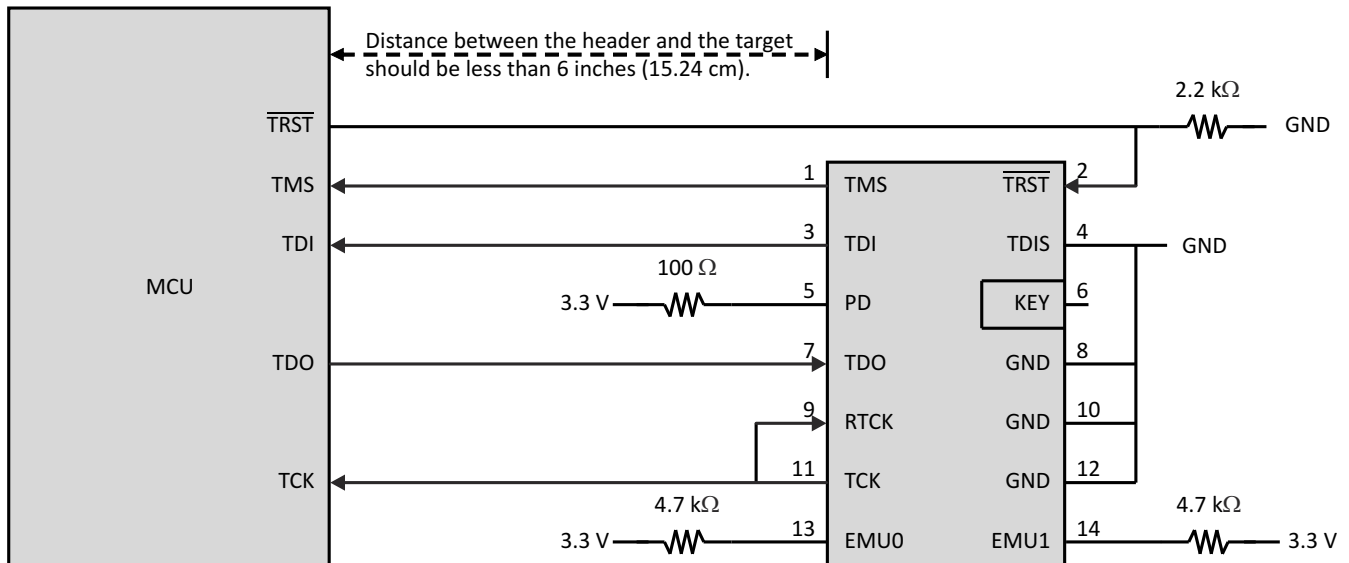 Distance between the header and the target
should be less than 6 inches (15.24 cm).
2.2 kΩ
TRST
GND
TMS
1
TMS
TRST
2
TDI
3
TDI
TDIS
4
GND
100 Ω
MCU
3.3 V
5
PD
KEY
6
TDO
7
TDO
GND
8
9
RTCK
GND
10
TCK
11
TCK
GND
12
4.7 kΩ
4.7 kΩ
3.3 V
13
EMU0
EMU1
14
3.3 V